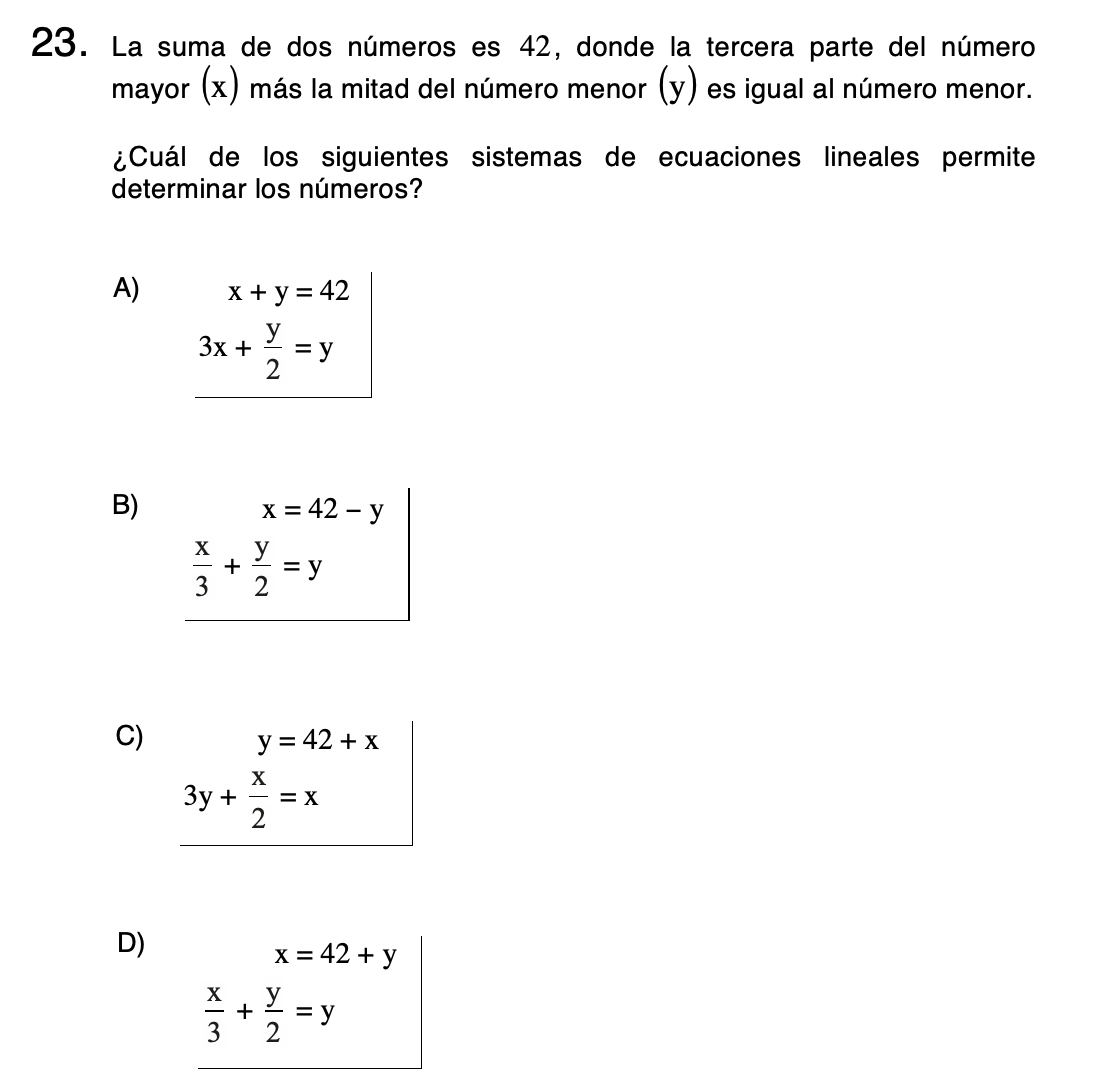 23. La suma de dos números es 42, donde la tercera parte del número
mayor (x) más la mitad del número menor (y) es igual al número menor.
¿Cuál de los siguientes sistemas de ecuaciones lineales permite
determinar los números?
A) x + y = 42
3x + y/2 = y
B) x = 42 − y
x/3 + y/2 = y
C) y = 42 + x
3y + x/2 = x
D) x = 42 + y
x/3 + y/2 = y